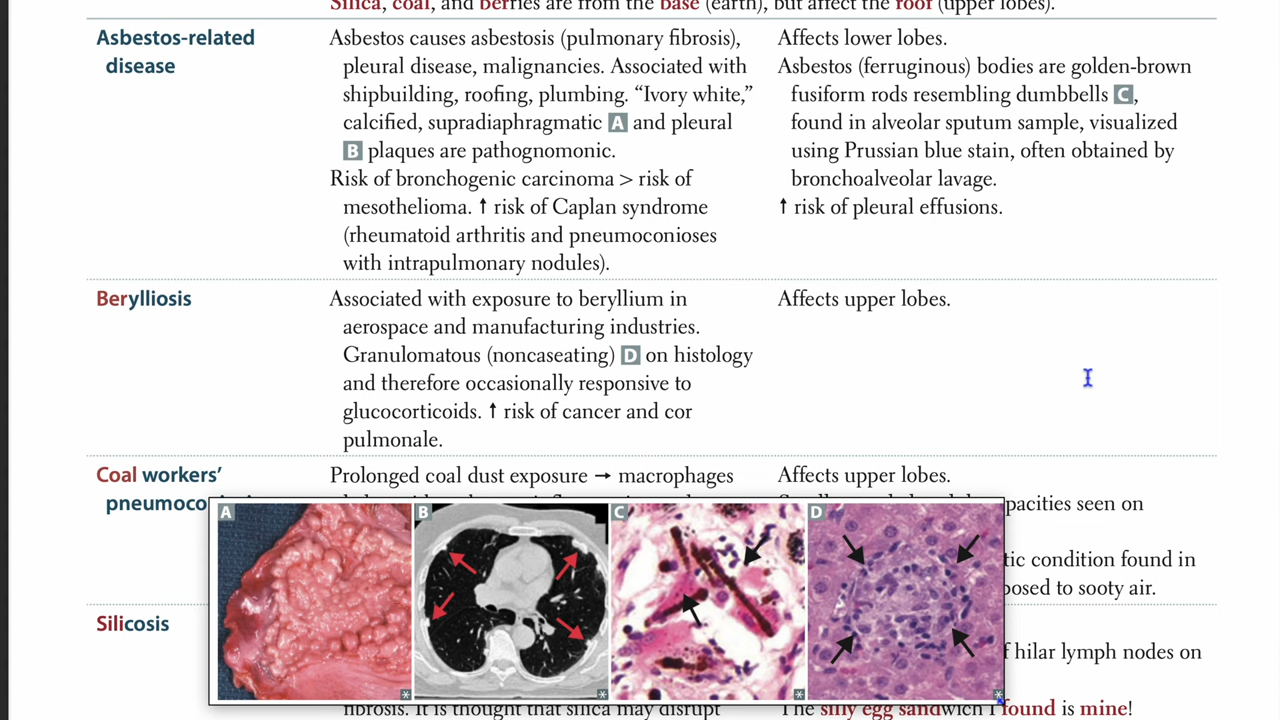 Silica, coal, and berries are from the base (earth), but affect the roof (upper lobes).
Asbestos-related
disease
Asbestos causes asbestosis (pulmonary fibrosis),
pleural disease, malignancies. Associated with
shipbuilding, roofing, plumbing. “Ivory white,”
calcified, supradiaphragmatic A and pleural
B plaques are pathognomonic.
Risk of bronchogenic carcinoma > risk of
mesothelioma. ↑ risk of Caplan syndrome
(rheumatoid arthritis and pneumoconioses
with intrapulmonary nodules).
Affects lower lobes.
Asbestos (ferruginous) bodies are golden-brown
fusiform rods resembling dumbbells C,
found in alveolar sputum sample, visualized
using Prussian blue stain, often obtained by
bronchoalveolar lavage.
↑ risk of pleural effusions.
Berylliosis
Associated with exposure to beryllium in
aerospace and manufacturing industries.
Granulomatous (noncaseating) D on histology
and therefore occasionally responsive to
glucocorticoids. ↑ risk of cancer and cor
pulmonale.
Affects upper lobes.
Coal workers’
pneumoco
Prolonged coal dust exposure → macrophages
Affects upper lobes.
pacities seen on
tic condition found in
posed to sooty air.
Silicosis
f hilar lymph nodes on
fibrosis. It is thought that silica may disrupt
The silly egg sandwich I found is mine!
A
B
C
D